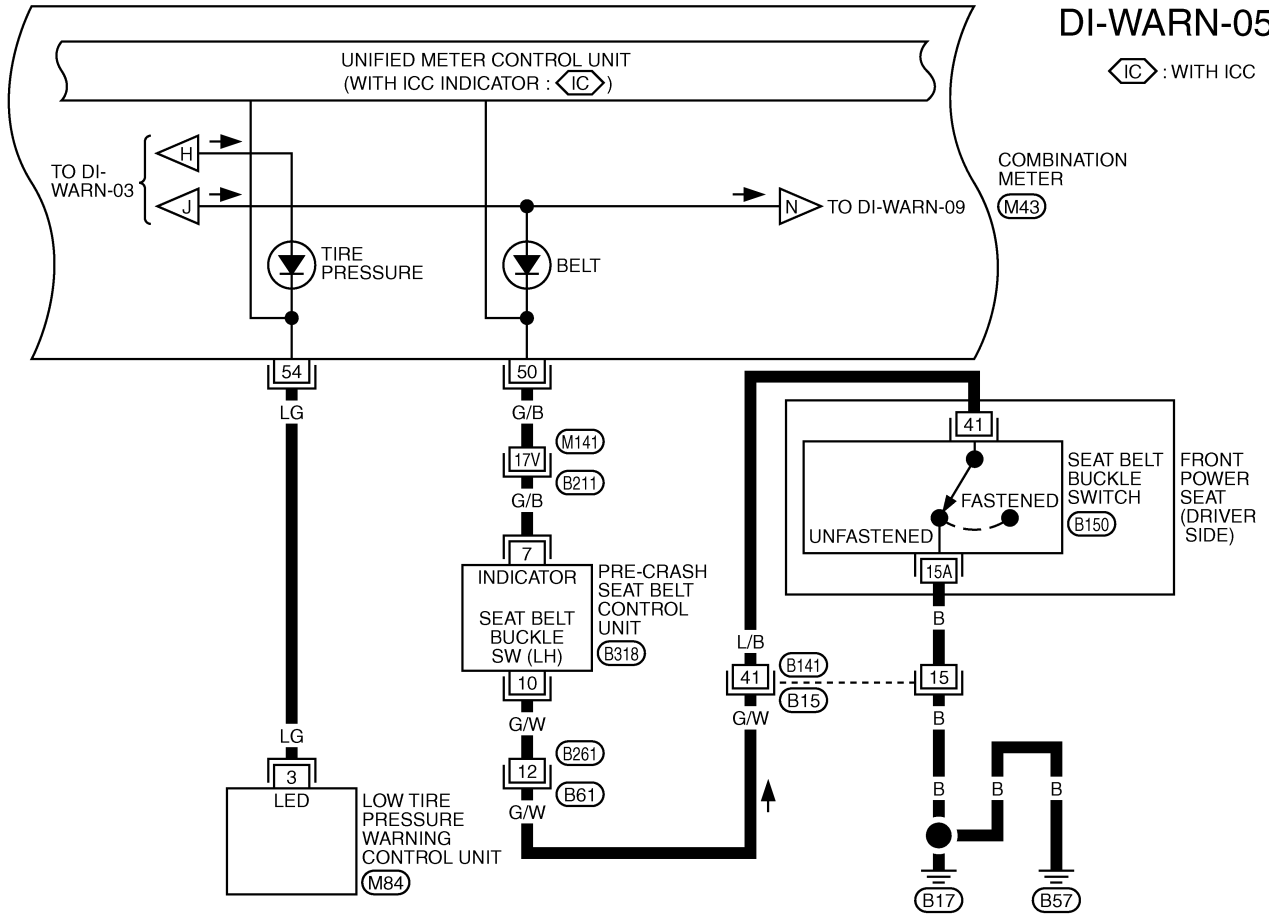 DI-WARN-05
IC : WITH ICC
UNIFIED METER CONTROL UNIT
(WITH ICC INDICATOR : IC )
TO DI-
WARN-03
H
J
N
TO DI-WARN-09
COMBINATION
METER
M43
TIRE
PRESSURE
BELT
54
50
LG
G/B
M141
17V
B211
G/B
7
INDICATOR
SEAT BELT
BUCKLE
SW (LH)
PRE-CRASH
SEAT BELT
CONTROL
UNIT
B318
10
G/W
B261
12
B61
G/W
LG
3
LED
LOW TIRE
PRESSURE
WARNING
CONTROL UNIT
M84
41
FASTENED
UNFASTENED
SEAT BELT
BUCKLE
SWITCH
B150
FRONT
POWER
SEAT
(DRIVER
SIDE)
15A
B
L/B
41
B141
B15
15
G/W
B
B
B
B
B17
B57